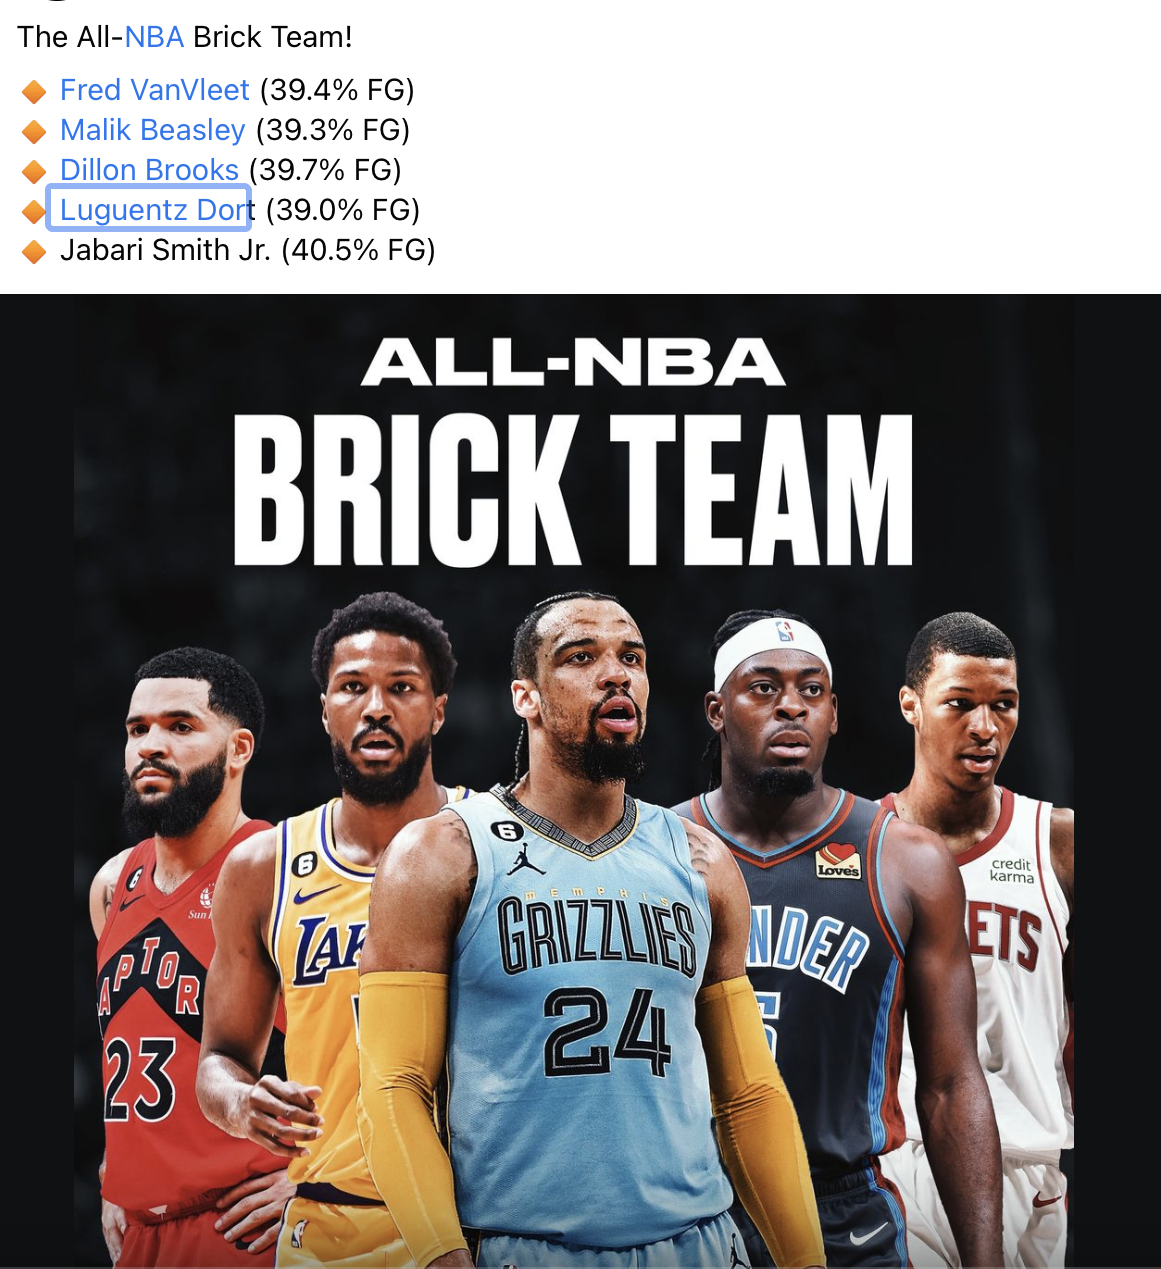 The All-NBA Brick Team!
🔸 Fred VanVleet (39.4% FG)
🔸 Malik Beasley (39.3% FG)
🔸 Dillon Brooks (39.7% FG)
🔸 Luguentz Dort (39.0% FG)
🔸 Jabari Smith Jr. (40.5% FG)
ALL-NBA
BRICK TEAM
6
6
6
Love's
credit
karma
Sun
MEMPHIS
GRIZZLIES
LAK
NDER
ETS
APTOR
24
5
23